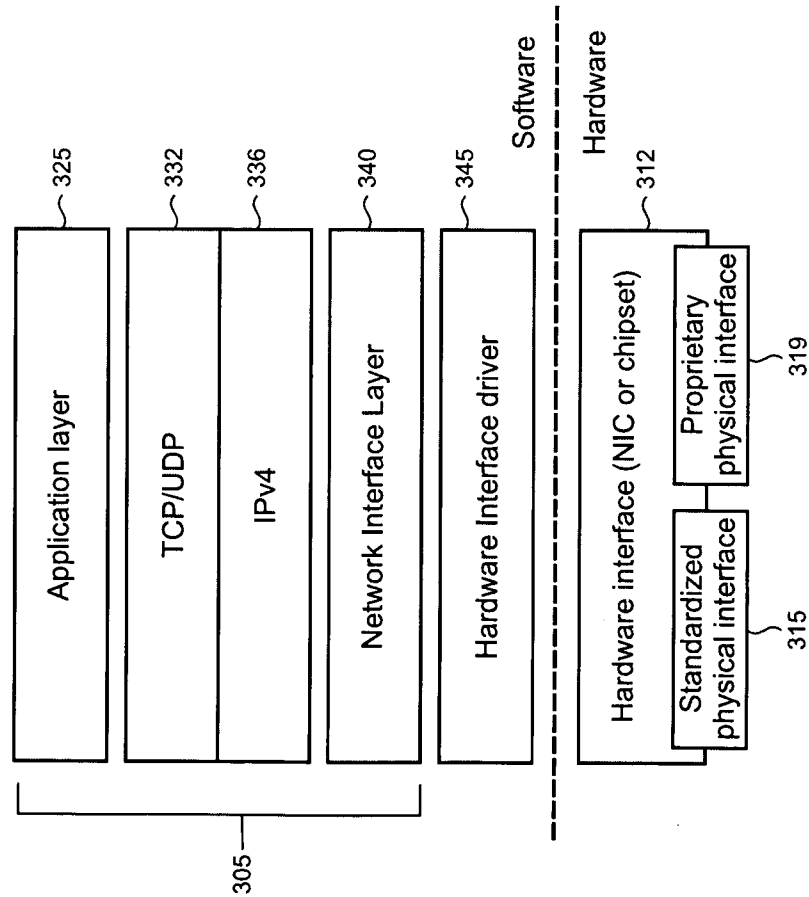 Application layer
325
TCP/UDP
332
IPv4
336
Network Interface Layer
340
305
Hardware Interface driver
345
Software
Hardware
Hardware interface (NIC or chipset)
312
Standardized
physical interface
315
Proprietary
physical interface
319